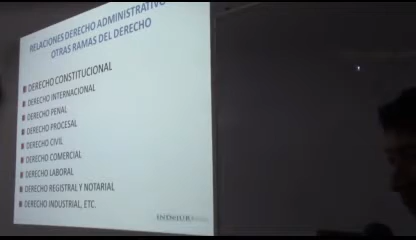 RELACIONES DERECHO ADMINISTRATIVO
OTRAS RAMAS DEL DERECHO
DERECHO CONSTITUCIONAL
DERECHO INTERNACIONAL
DERECHO PENAL
DERECHO PROCESAL
DERECHO CIVIL
DERECHO COMERCIAL
DERECHO LABORAL
DERECHO REGISTRAL Y NOTARIAL
DERECHO INDUSTRIAL, ETC.